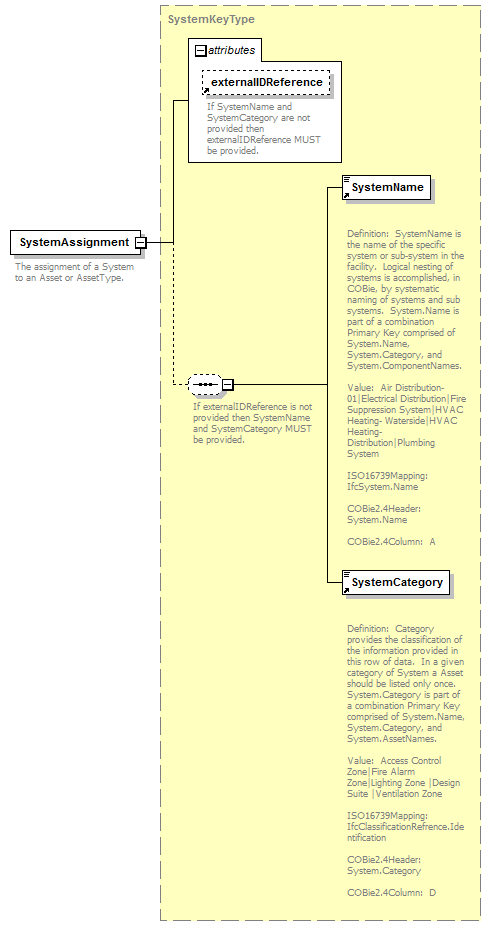 SystemKeyType
attributes
externalIDReference
If SystemName and
SystemCategory are not
provided then
externalIDReference MUST
be provided.
SystemName
Definition:  SystemName is
the name of the specific
system or sub-system in the
facility.  Logical nesting of
systems is accomplished, in
COBie, by systematic
naming of systems and sub
systems.  System.Name is
part of a combination
Primary Key comprised of
System.Name,
System.Category, and
System.ComponentNames.
Value:  Air Distribution-
01|Electrical Distribution|Fire
Suppression System|HVAC
Heating- Waterside|HVAC
Heating-
Distribution|Plumbing
System
ISO16739Mapping:
IfcSystem.Name
COBie2.4Header:
System.Name
COBie2.4Column:  A
SystemAssignment
The assignment of a System
to an Asset or AssetType.
If externalIDReference is not
provided then SystemName
and SystemCategory MUST
be provided.
SystemCategory
Definition:  Category
provides the classification of
the information provided in
this row of data.  In a given
category of System a Asset
should be listed only once.
System.Category is part of
a combination Primary Key
comprised of System.Name,
System.Category, and
System.AssetNames.
Value:  Access Control
Zone|Fire Alarm
Zone|Lighting Zone |Design
Suite |Ventilation Zone
ISO16739Mapping:
IfcClassificationRefrence.Ide
ntification
COBie2.4Header:
System.Category
COBie2.4Column:  D